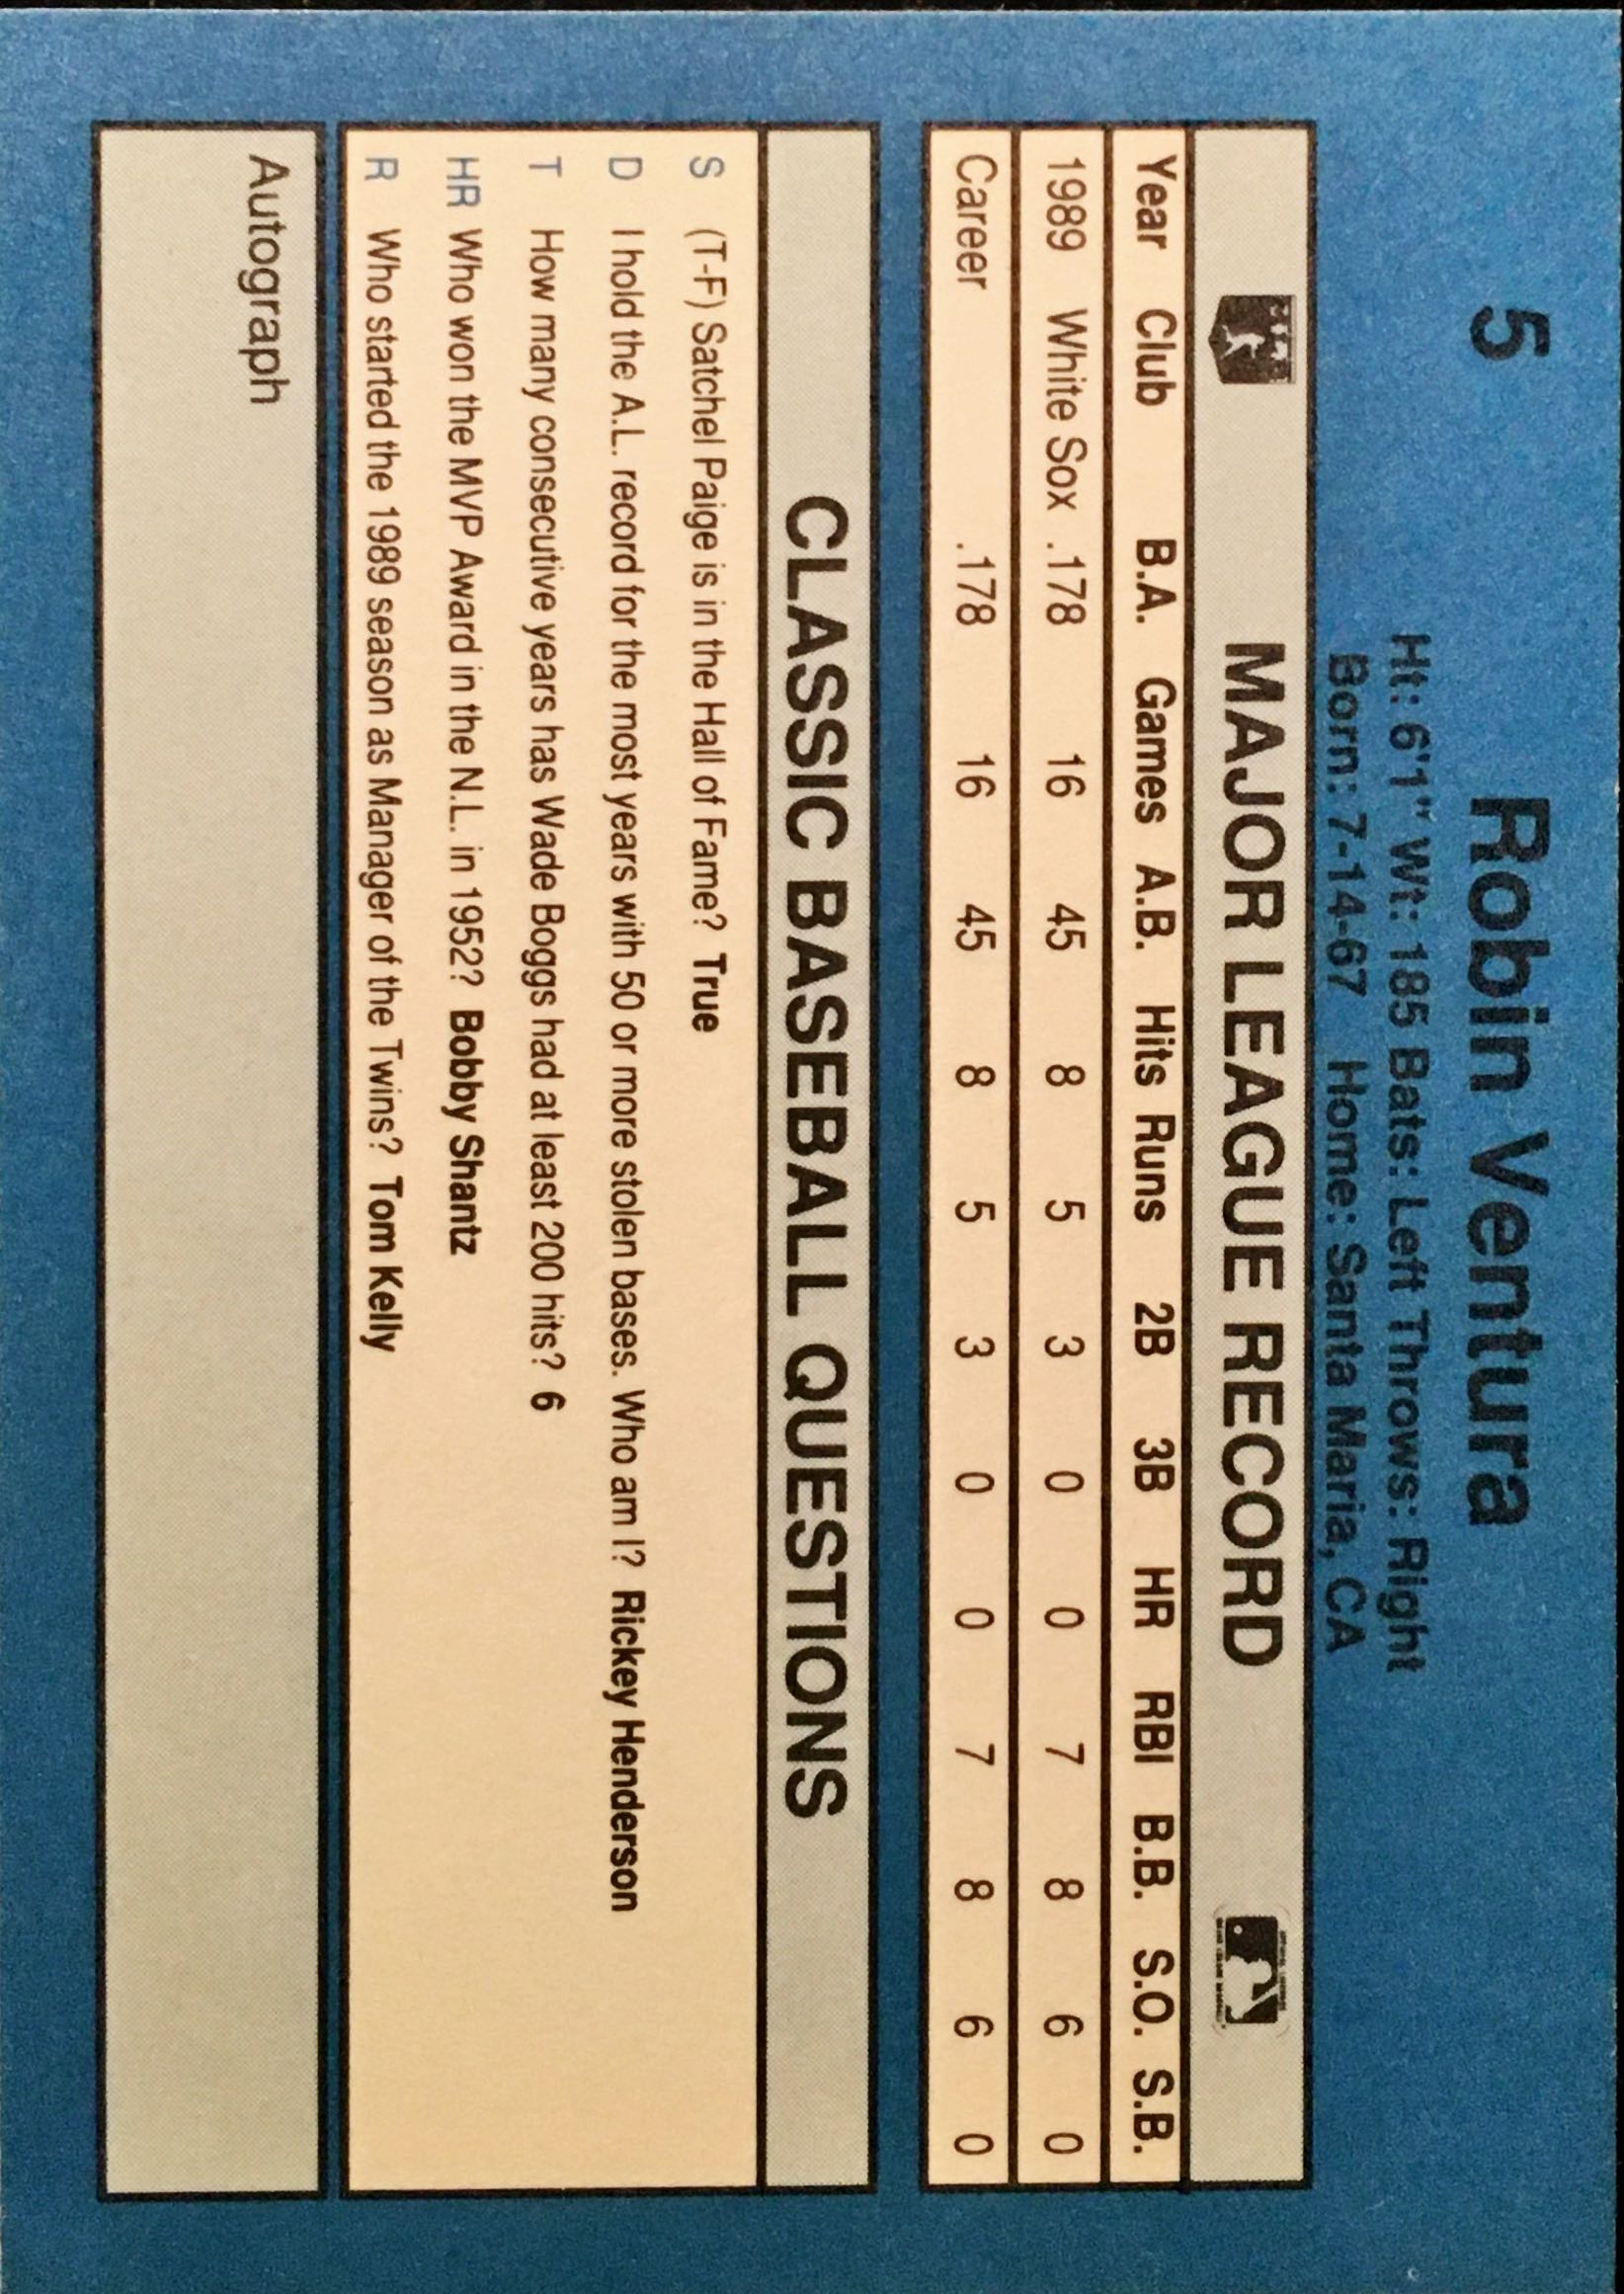 5 Robin Ventura
Ht: 6'1" Wt: 185 Bats: Left Throws: Right
Born: 7-14-67 Home: Santa Maria, CA
MAJOR LEAGUE RECORD
Year Club B.A. Games A.B. Hits Runs 2B 3B HR RBI B.B. S.O. S.B.
1989 White Sox .178 16 45 8 5 3 0 0 7 8 6 0
Career .178 16 45 8 5 3 0 0 7 8 6 0
CLASSIC BASEBALL QUESTIONS
S (T-F) Satchel Paige is in the Hall of Fame? True
D I hold the A.L. record for the most years with 50 or more stolen bases. Who am I? Rickey Henderson
T How many consecutive years has Wade Boggs had at least 200 hits? 6
HR Who won the MVP Award in the N.L. in 1952? Bobby Shantz
R Who started the 1989 season as Manager of the Twins? Tom Kelly
Autograph